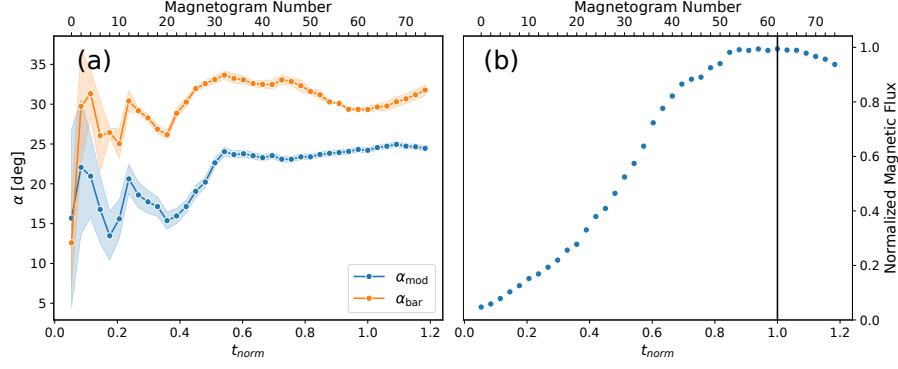 Magnetogram Number
Magnetogram Number
0 10 20 30 40 50 60 70
0 10 20 30 40 50 60 70
(a)
(b)
35
30
25
20
15
10
5
α [deg]
α_mod
α_bar
1.0
0.8
0.6
0.4
0.2
0.0
Normalized Magnetic Flux
0.0 0.2 0.4 0.6 0.8 1.0 1.2
0.0 0.2 0.4 0.6 0.8 1.0 1.2
t_norm
t_norm